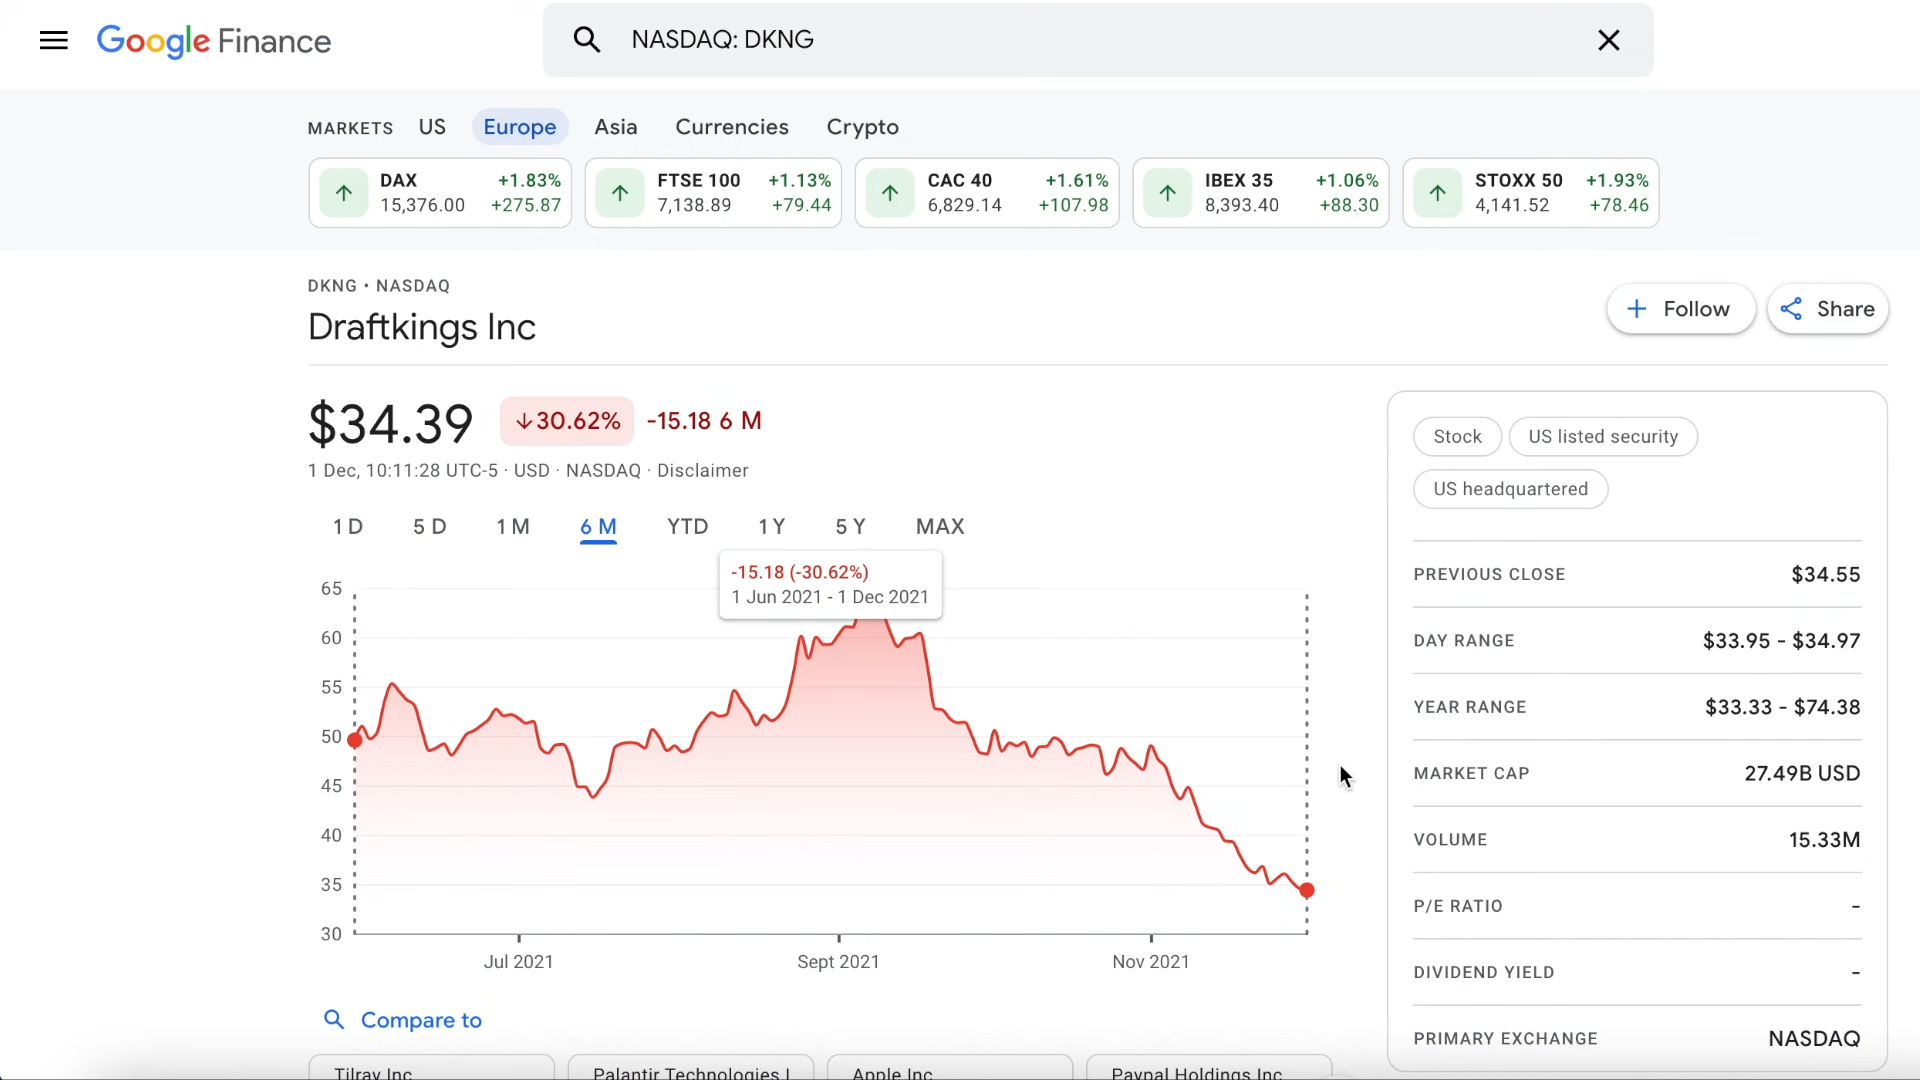 Google Finance
NASDAQ: DKNG
MARKETS US Europe Asia Currencies Crypto
DAX +1.83%
15,376.00 +275.87
FTSE 100 +1.13%
7,138.89 +79.44
CAC 40 +1.61%
6,829.14 +107.98
IBEX 35 +1.06%
8,393.40 +88.30
STOXX 50 +1.93%
4,141.52 +78.46
DKNG • NASDAQ
Draftkings Inc
Follow
Share
$34.39 ↓30.62% -15.18 6 M
1 Dec, 10:11:28 UTC-5 · USD · NASDAQ · Disclaimer
1 D 5 D 1 M 6 M YTD 1 Y 5 Y MAX
-15.18 (-30.62%)
1 Jun 2021 - 1 Dec 2021
65
60
55
50
45
40
35
30
Jul 2021 Sept 2021 Nov 2021
Compare to
Tilray Inc
Palantir Technologies I
Apple Inc
Paypal Holdings Inc
Stock
US listed security
US headquartered
PREVIOUS CLOSE $34.55
DAY RANGE $33.95 - $34.97
YEAR RANGE $33.33 - $74.38
MARKET CAP 27.49B USD
VOLUME 15.33M
P/E RATIO -
DIVIDEND YIELD -
PRIMARY EXCHANGE NASDAQ